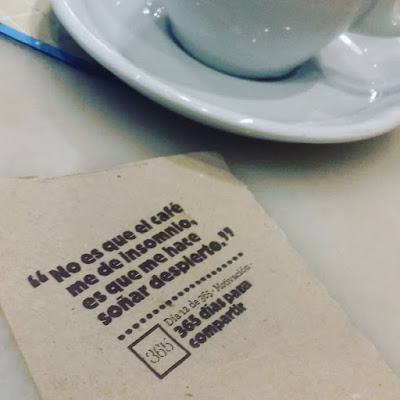 “No es que el café
me de insomnio,
es que me hace
soñar despierto.”
Día 12 de 365· Motivación·
365 días para
compartir
365